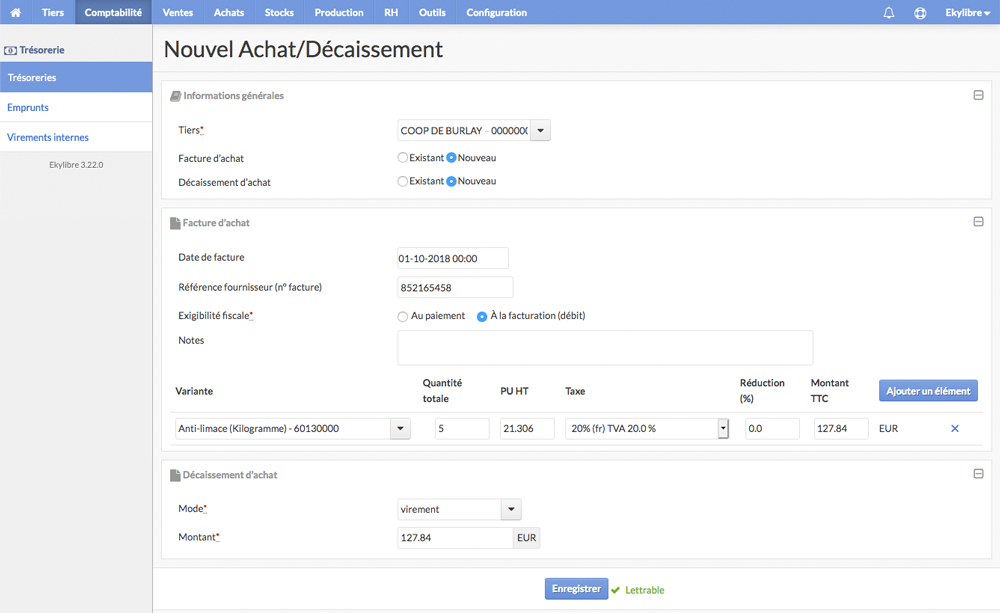 Tiers Comptabilité Ventes Achats Stocks Production RH Outils Configuration Ekylibre
Trésorerie
Trésoreries
Emprunts
Virements internes
Ekylibre 3.22.0
Nouvel Achat/Décaissement
Informations générales
Tiers* COOP DE BURLAY - 0000000
Facture d'achat Existant Nouveau
Décaissement d'achat Existant Nouveau
Facture d'achat
Date de facture 01-10-2018 00:00
Référence fournisseur (n° facture) 852165458
Exigibilité fiscale* Au paiement À la facturation (débit)
Notes
Variante Quantité totale PU HT Taxe Réduction (%) Montant TTC Ajouter un élément
Anti-limace (Kilogramme) - 60130000 5 21.306 20% (fr) TVA 20.0 % 0.0 127.84 EUR
Décaissement d'achat
Mode* virement
Montant* 127.84 EUR
Enregistrer Lettrable